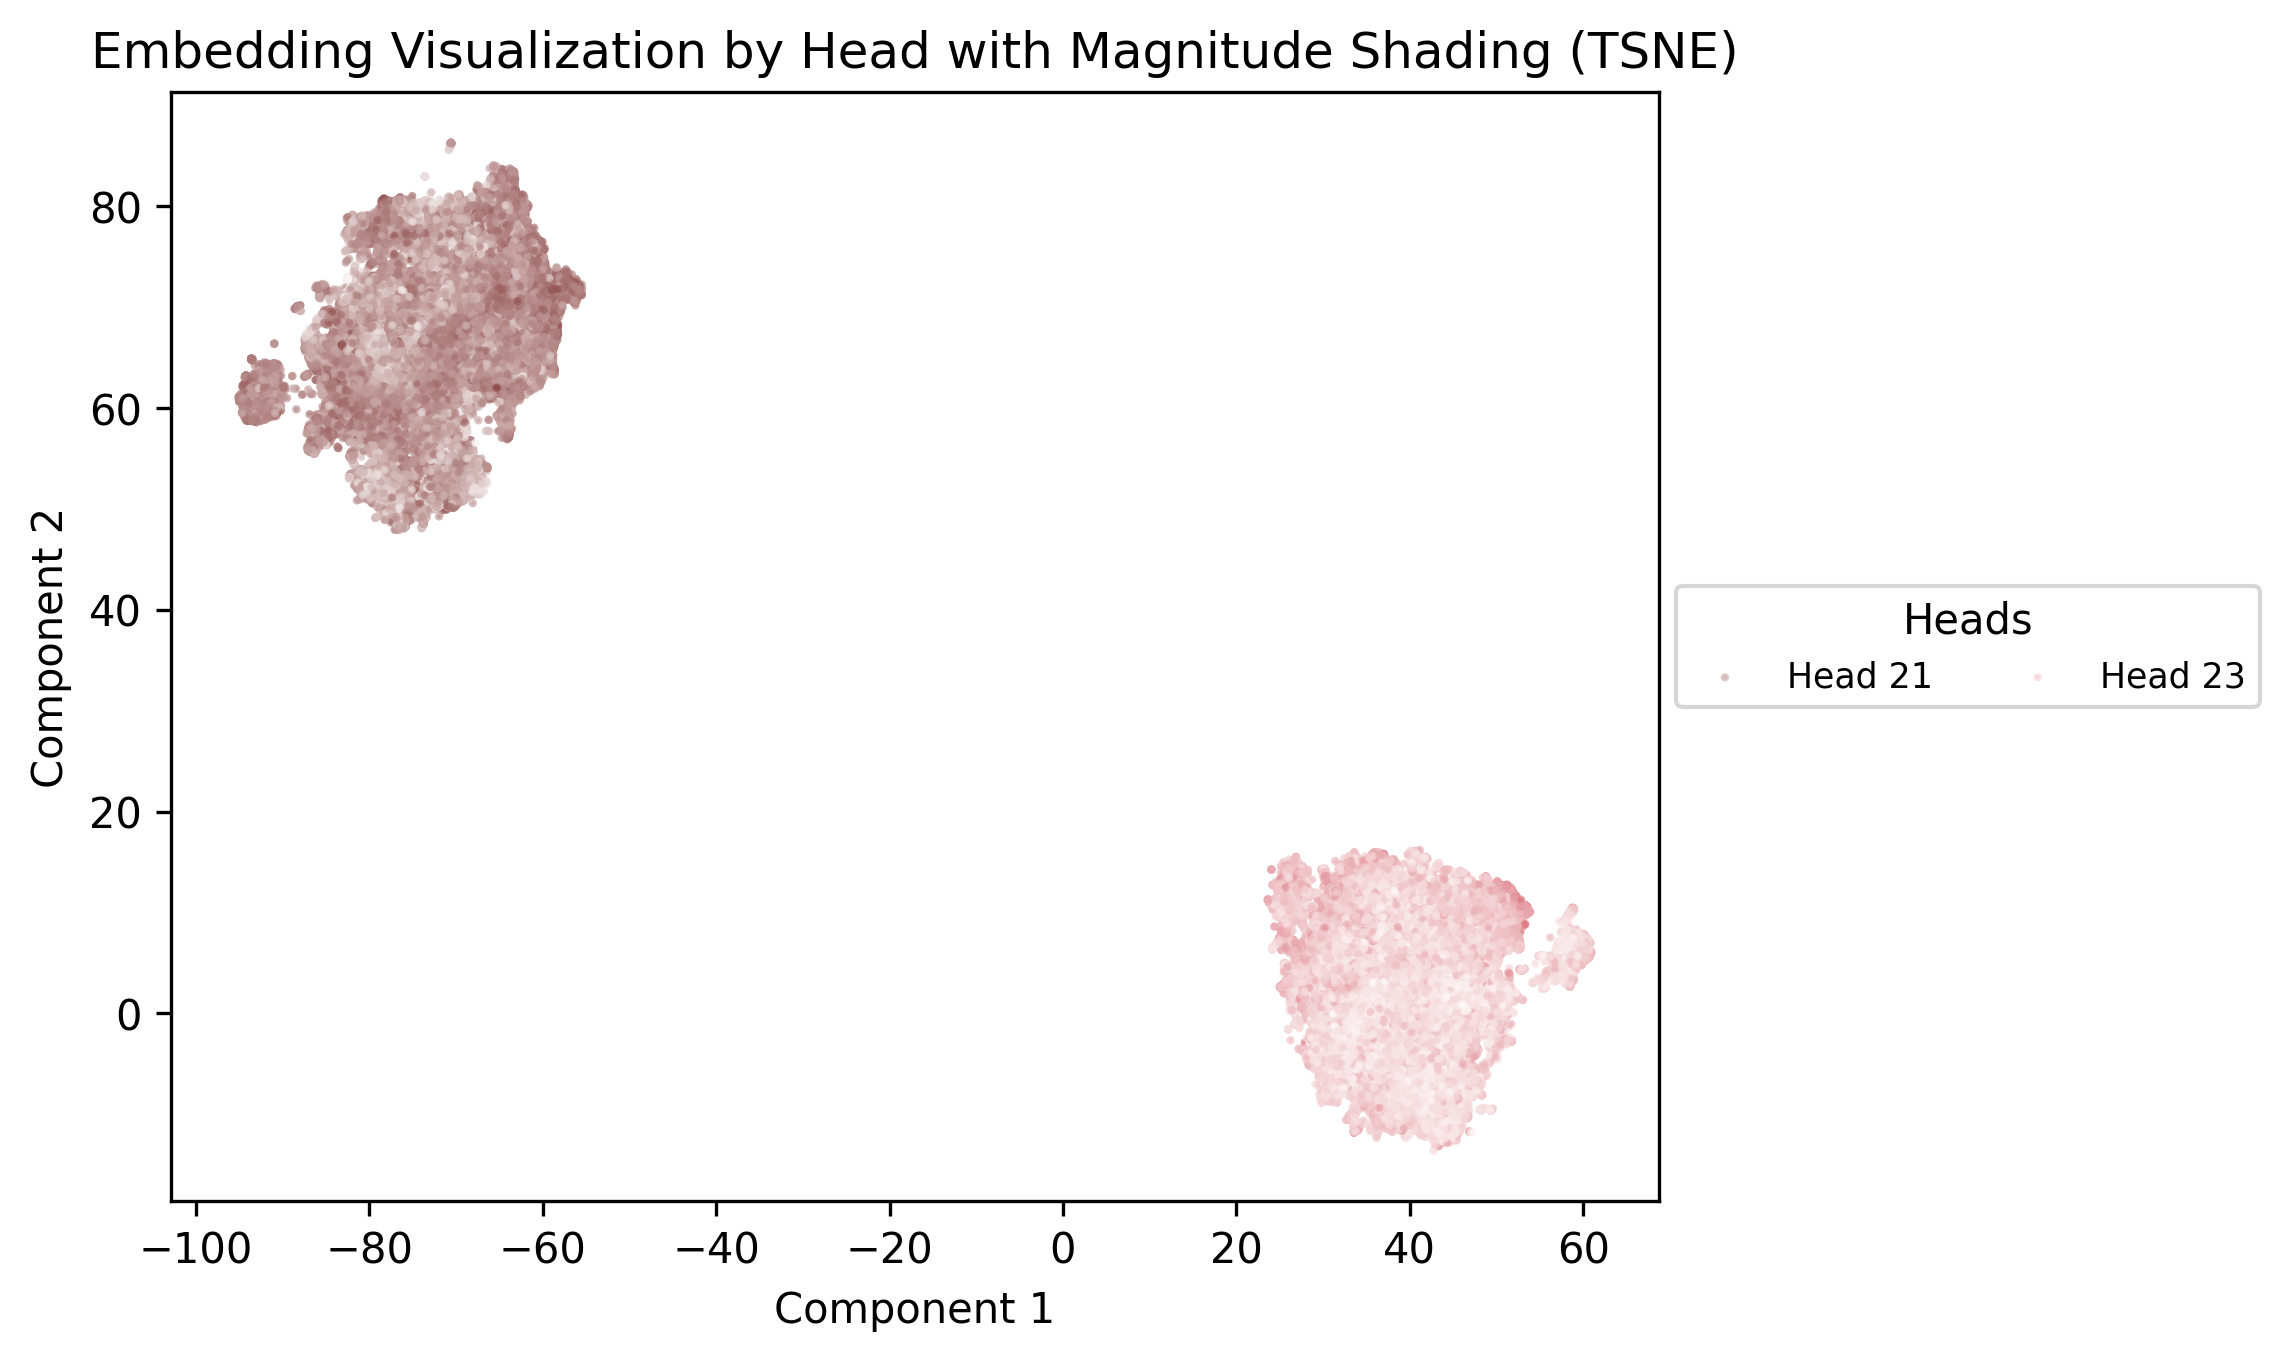 Embedding Visualization by Head with Magnitude Shading (TSNE)
80
60
40
20
0
Component 2
−100
−80
−60
−40
−20
0
20
40
60
Component 1
Heads
Head 21
Head 23